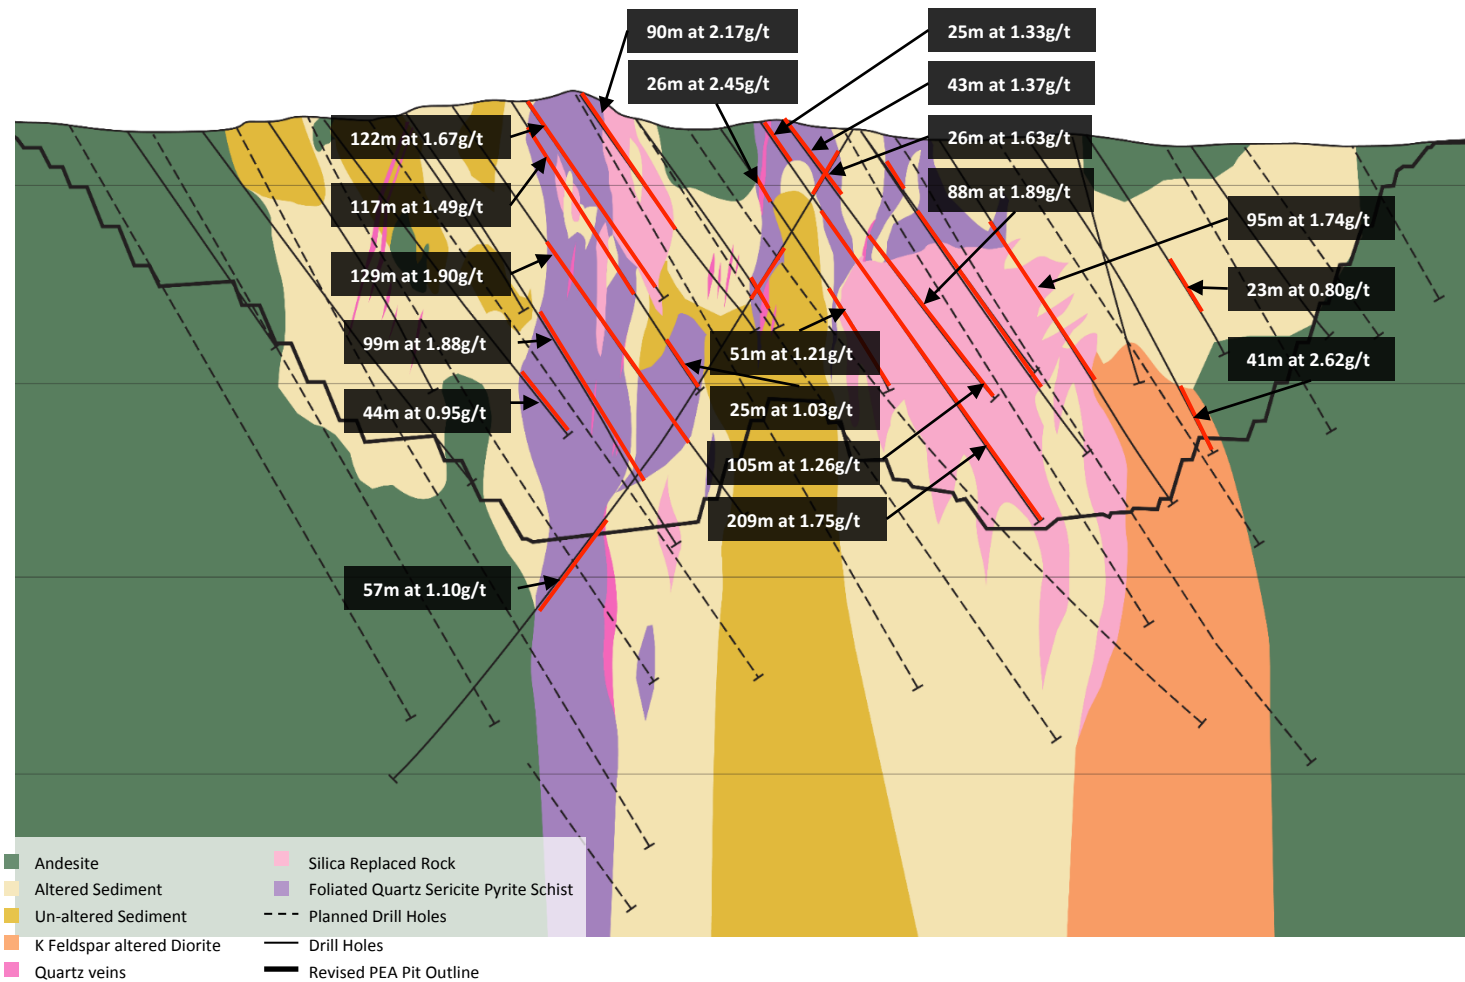 90m at 2.17g/t
25m at 1.33g/t
26m at 2.45g/t
43m at 1.37g/t
122m at 1.67g/t
26m at 1.63g/t
117m at 1.49g/t
88m at 1.89g/t
95m at 1.74g/t
129m at 1.90g/t
23m at 0.80g/t
99m at 1.88g/t
51m at 1.21g/t
41m at 2.62g/t
44m at 0.95g/t
25m at 1.03g/t
105m at 1.26g/t
209m at 1.75g/t
57m at 1.10g/t
Andesite
Altered Sediment
Un-altered Sediment
K Feldspar altered Diorite
Quartz veins
Silica Replaced Rock
Foliated Quartz Sericite Pyrite Schist
Planned Drill Holes
Drill Holes
Revised PEA Pit Outline